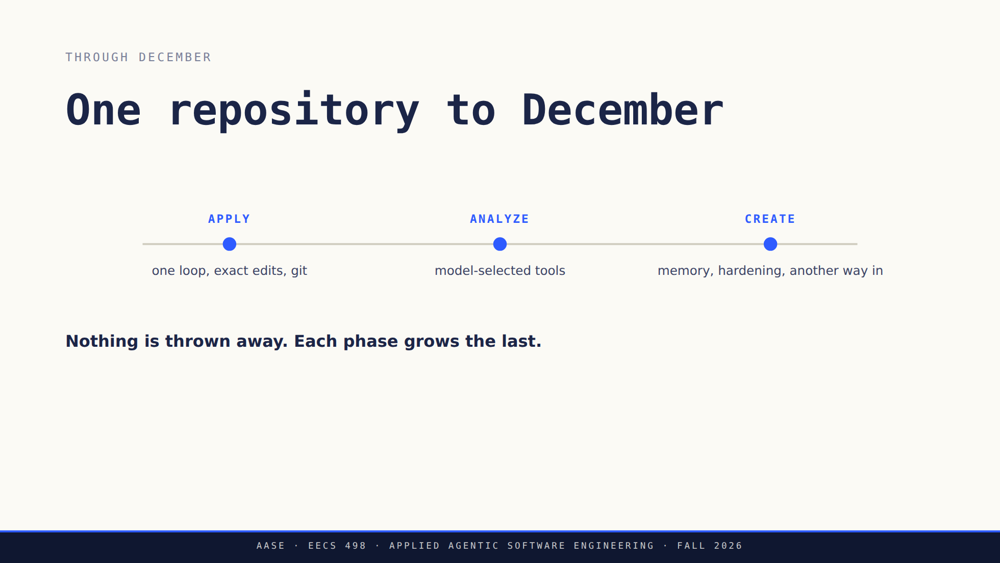 THROUGH DECEMBER
One repository to December
APPLY
ANALYZE
CREATE
one loop, exact edits, git
model-selected tools
memory, hardening, another way in
Nothing is thrown away. Each phase grows the last.
AASE · EECS 498 · APPLIED AGENTIC SOFTWARE ENGINEERING · FALL 2026